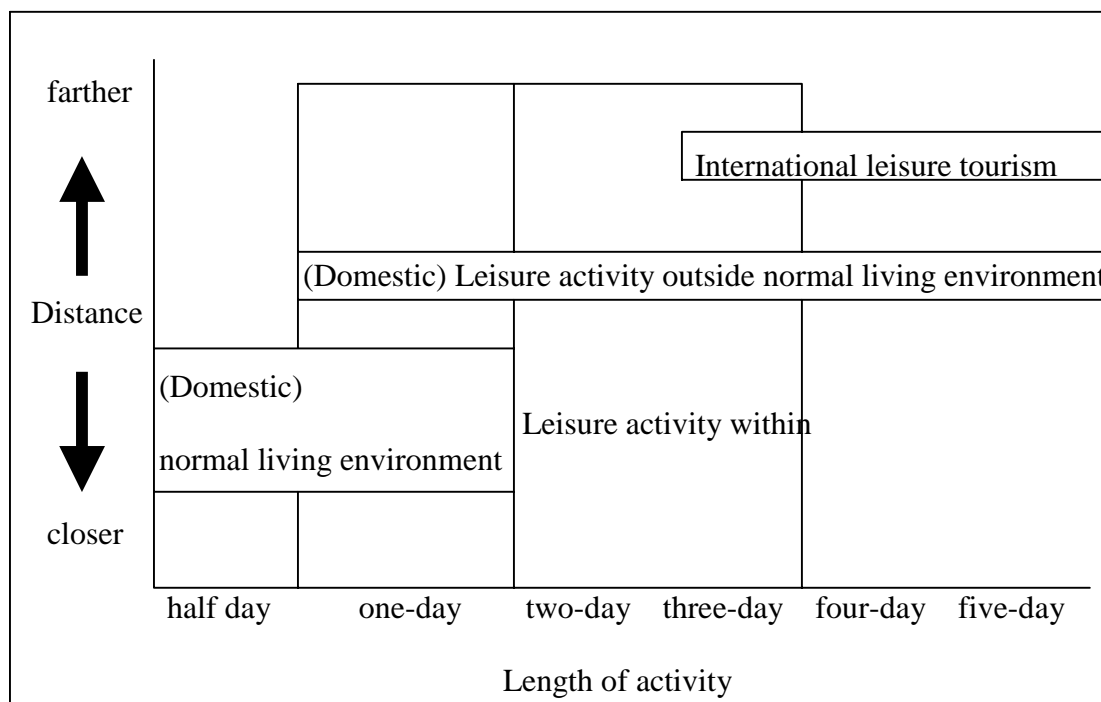 farther
International leisure tourism
(Domestic) Leisure activity outside normal living environment
Distance
(Domestic)
Leisure activity within
normal living environment
closer
half day one-day two-day three-day four-day five-day
Length of activity